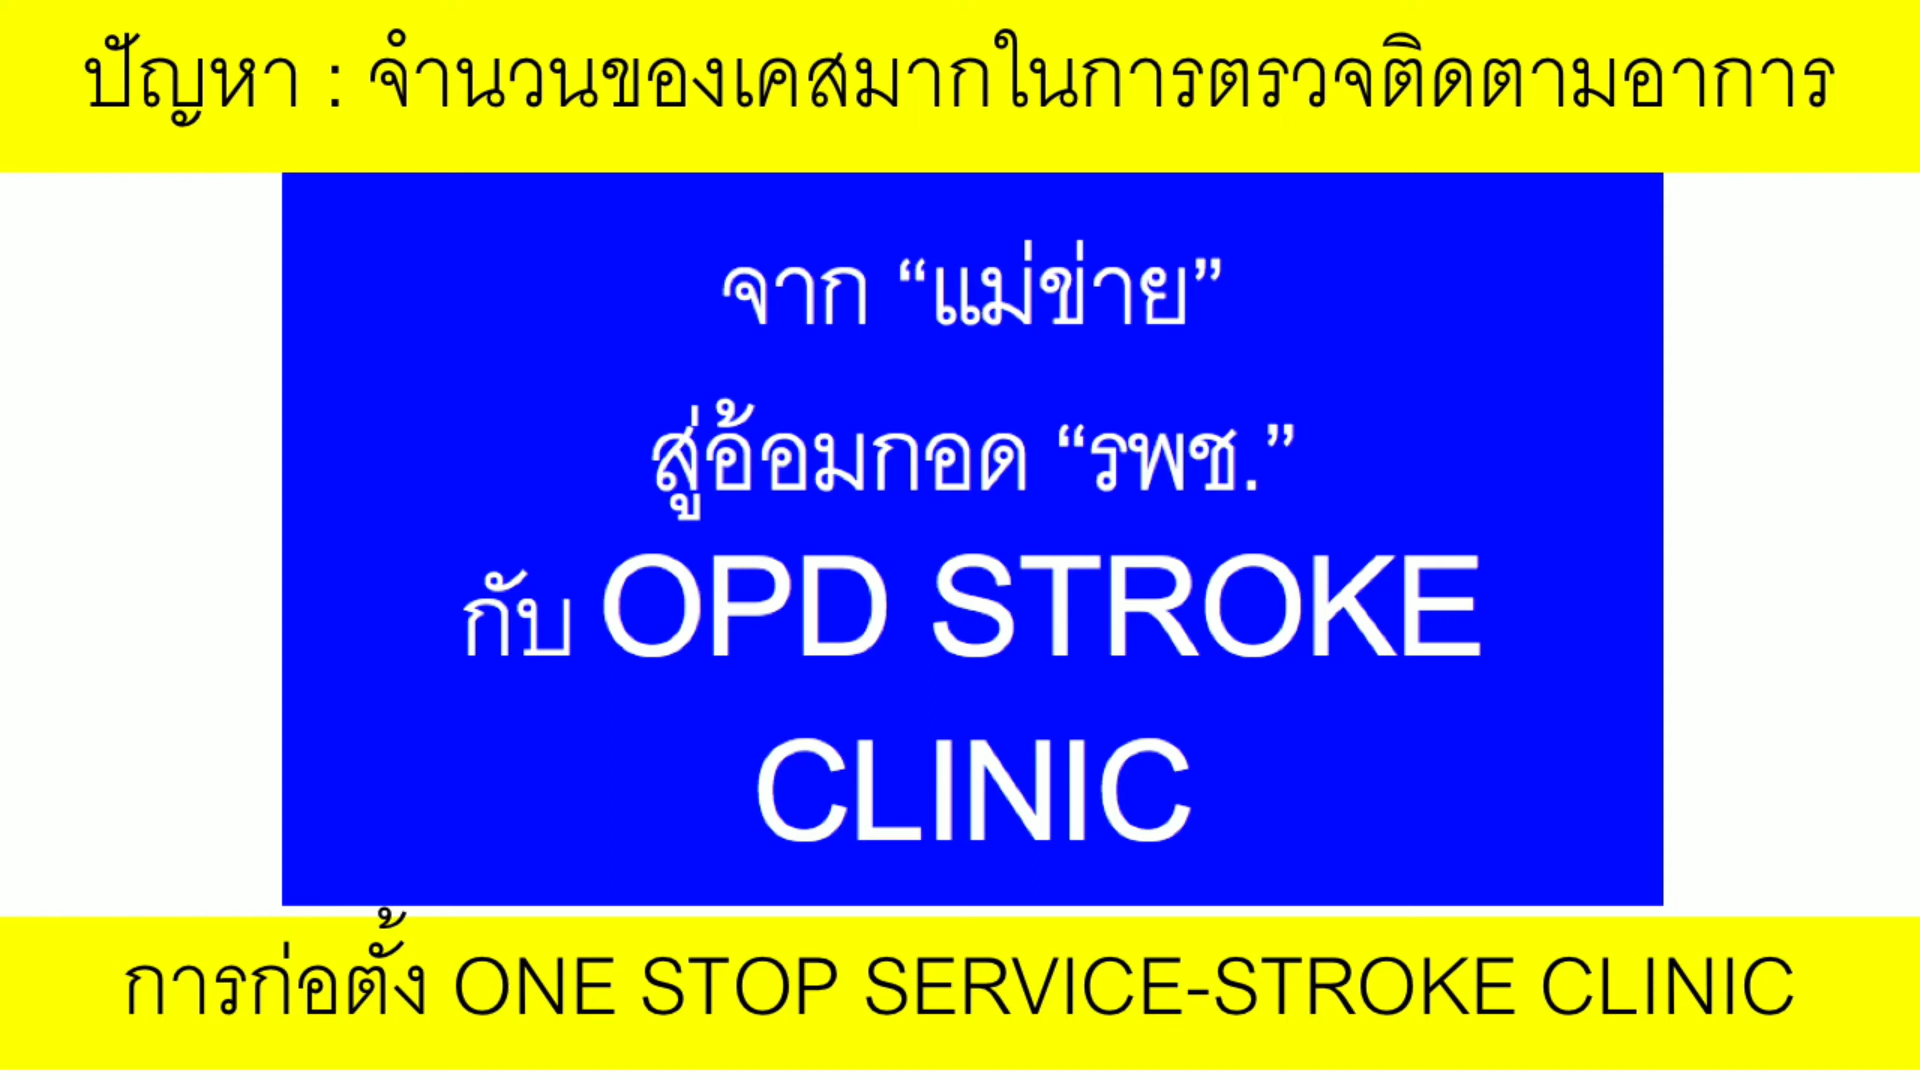 ปัญหา : จำนวนของเคสมากในการตรวจติดตามอาการ
จาก “แม่ข่าย”
สู่อ้อมกอด “รพช.”
กับ OPD STROKE
CLINIC
การก่อตั้ง ONE STOP SERVICE-STROKE CLINIC